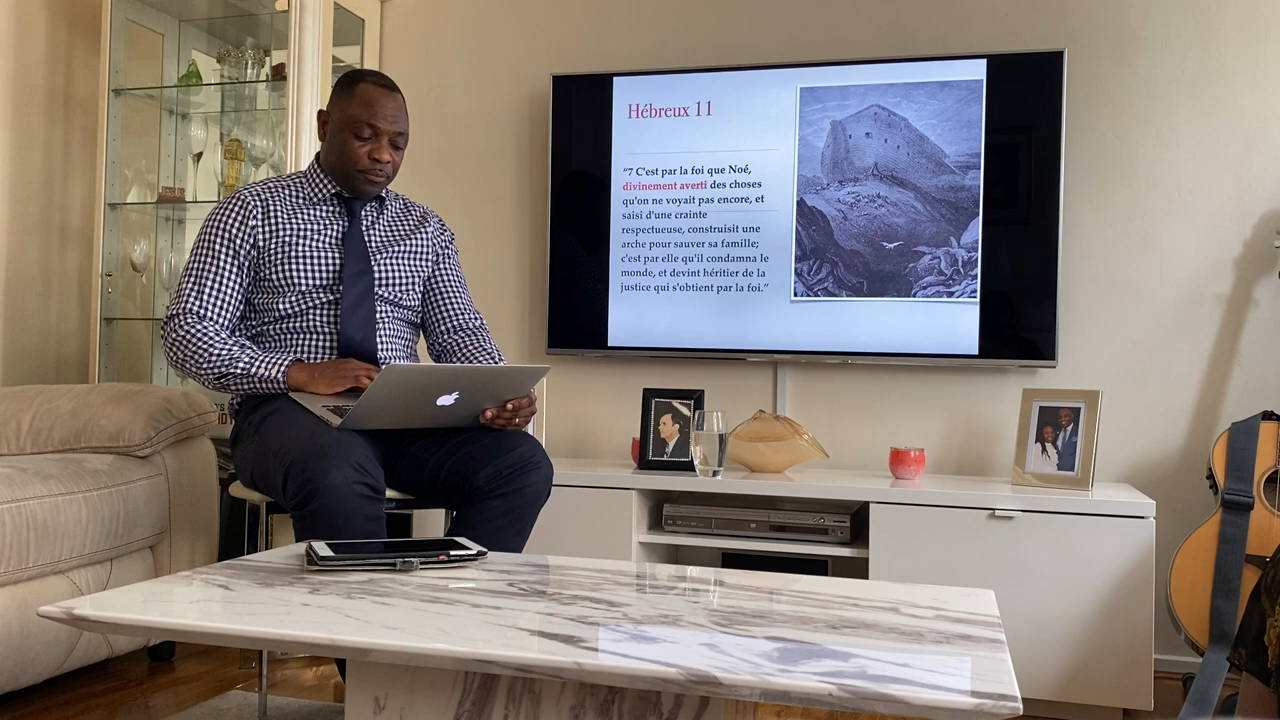 Hébreux 11
“7 C'est par la foi que Noé,
divinement averti des choses
qu'on ne voyait pas encore, et
saisi d'une crainte
respectueuse, construisit une
arche pour sauver sa famille;
c'est par elle qu'il condamna le
monde, et devint héritier de la
justice qui s'obtient par la foi.”